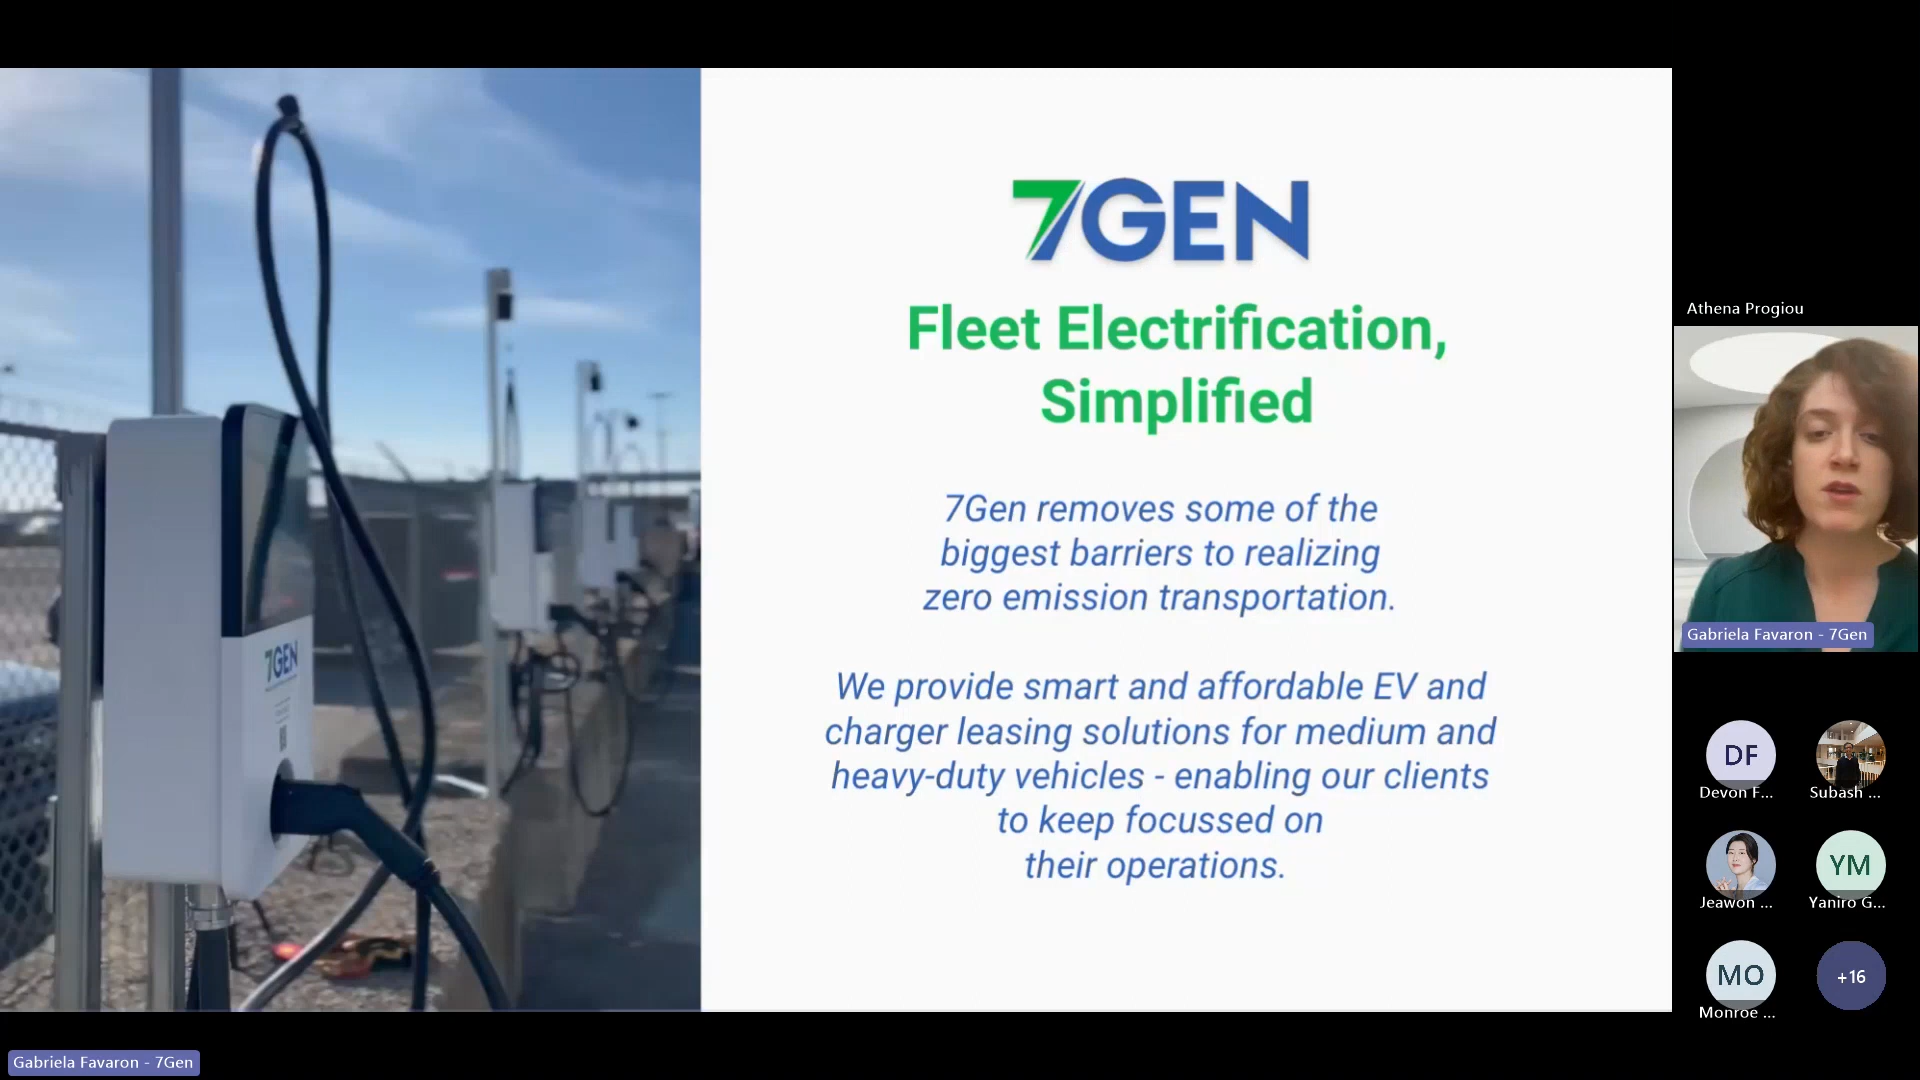 7GEN
Fleet Electrification,
Simplified
7Gen removes some of the
biggest barriers to realizing
zero emission transportation.
We provide smart and affordable EV and
charger leasing solutions for medium and
heavy-duty vehicles - enabling our clients
to keep focussed on
their operations.
7GEN
Athena Progiou
Gabriela Favaron - 7Gen
DF
Devon F...
Subash ...
Jeawon ...
YM
Yaniro G...
MO
Monroe ...
+16
Gabriela Favaron - 7Gen